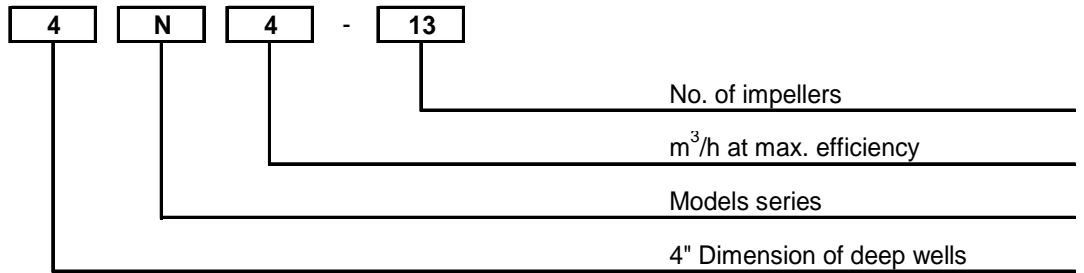 4 N 4 - 13
No. of impellers
m³/h at max. efficiency
Models series
4" Dimension of deep wells